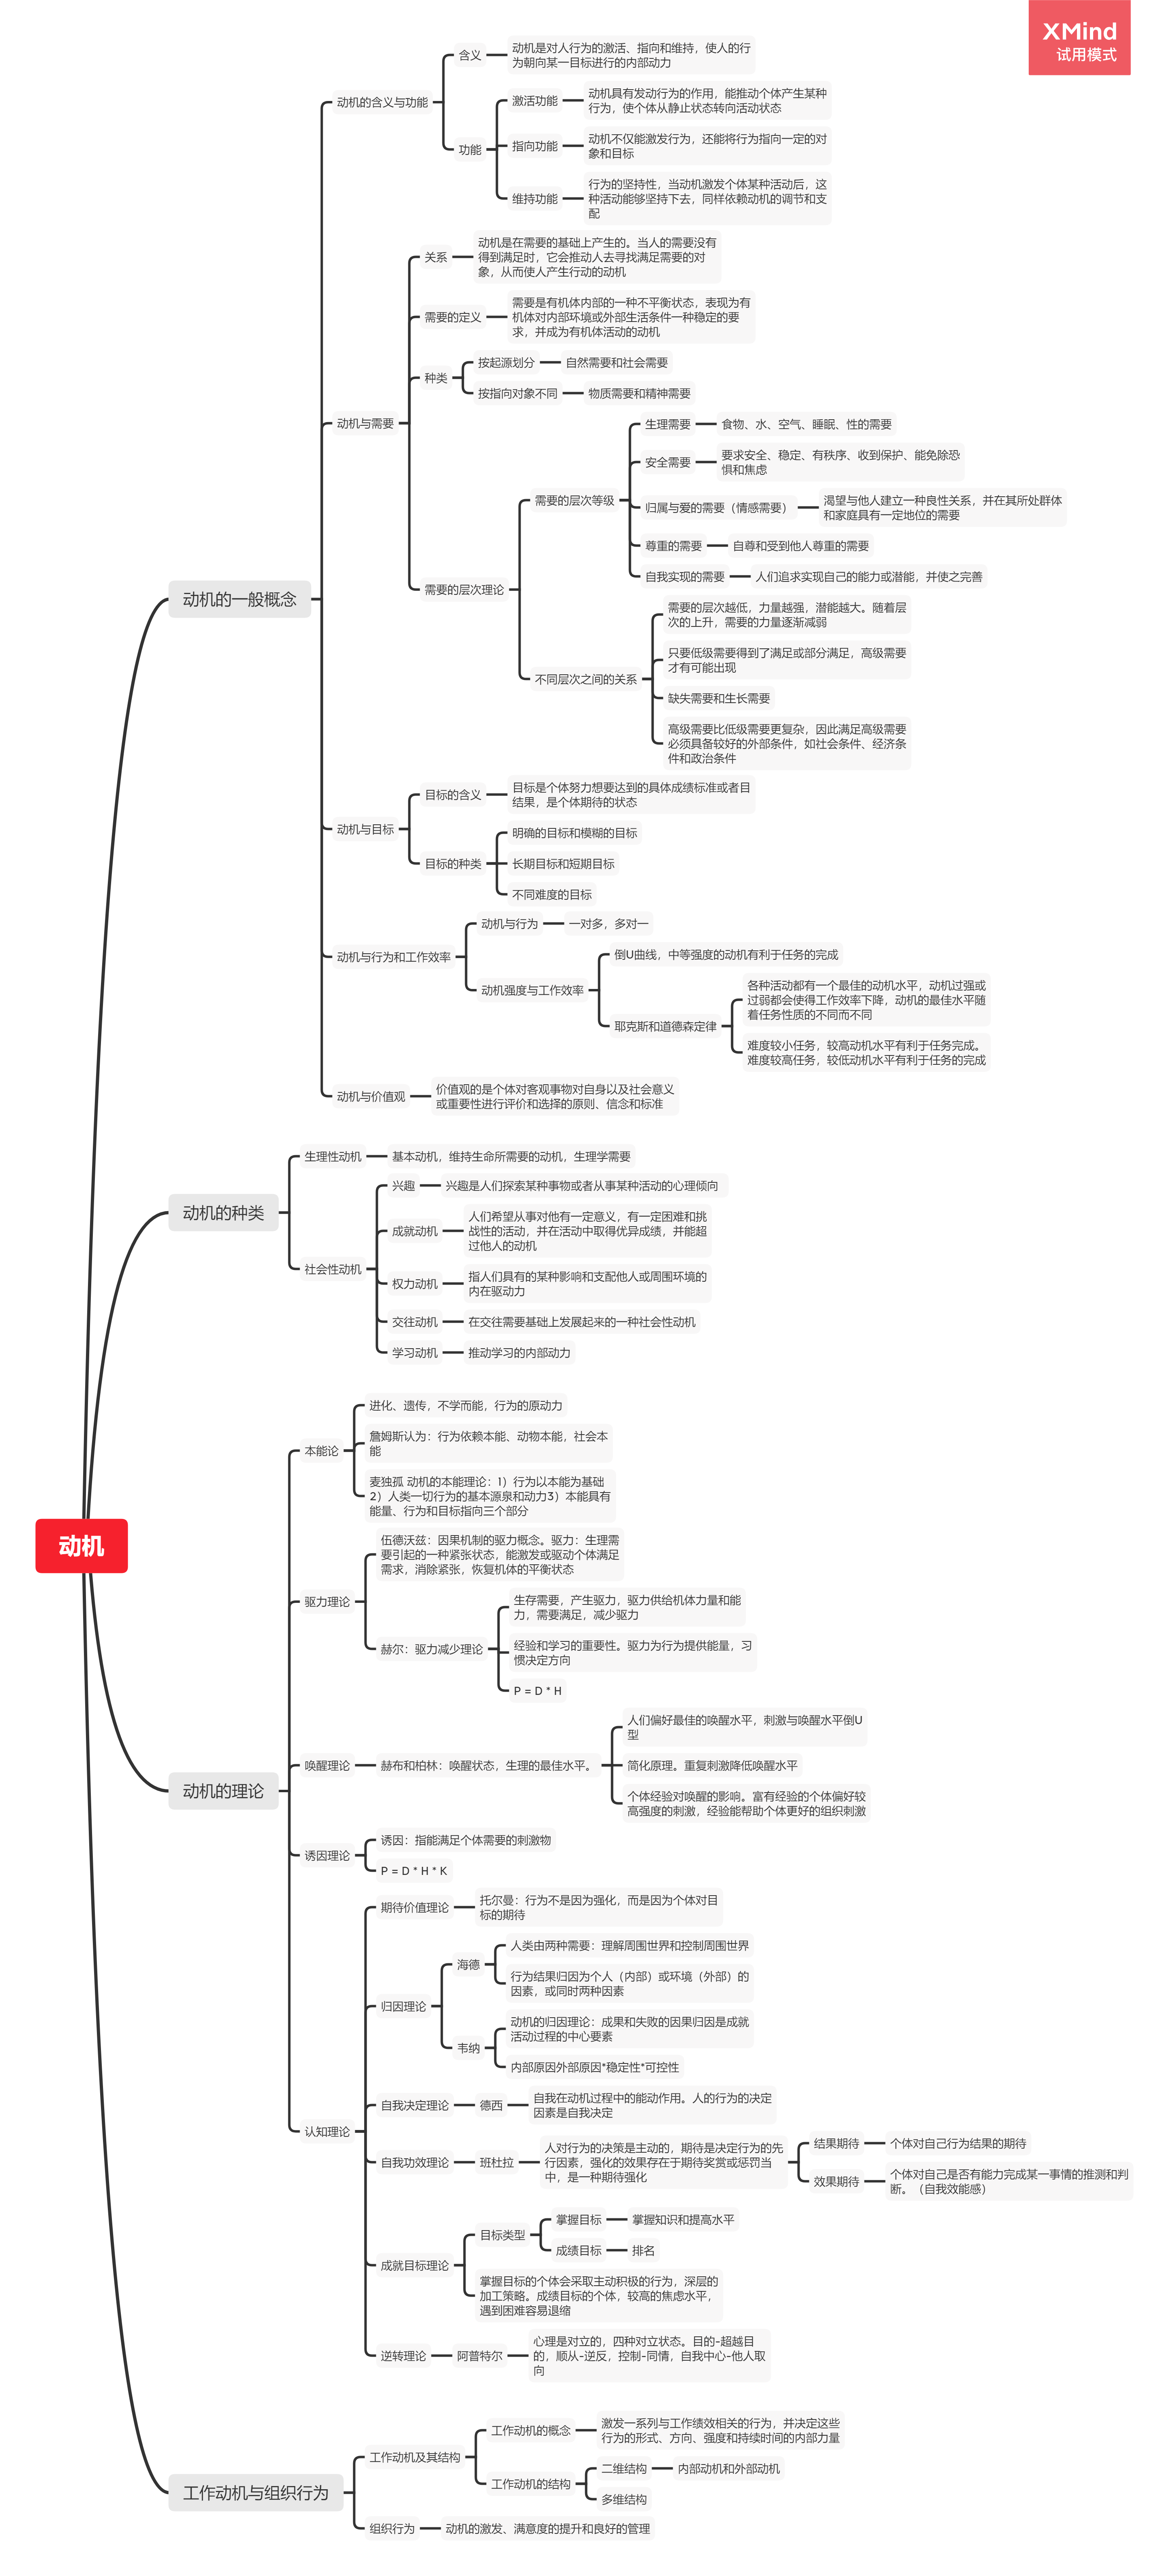 XMind
试用模式
动机
动机的一般概念
动机的含义与功能
含义
动机是对人行为的激活、指向和维持，使人的行
为朝向某一目标进行的内部动力
功能
激活功能
动机具有发动行为的作用，能推动个体产生某种
行为，使个体从静止状态转向活动状态
指向功能
动机不仅能激发行为，还能将行为指向一定的对
象和目标
维持功能
行为的坚持性，当动机激发个体某种活动后，这
种活动能够坚持下去，同样依赖动机的调节和支
配
动机与需要
关系
动机是在需要的基础上产生的。当人的需要没有
得到满足时，它会推动人去寻找满足需要的对
象，从而使人产生行动的动机
需要的定义
需要是有机体内部的一种不平衡状态，表现为有
机体对内部环境或外部生活条件一种稳定的要
求，并成为有机体活动的动机
种类
按起源划分
自然需要和社会需要
按指向对象不同
物质需要和精神需要
需要的层次理论
需要的层次等级
生理需要
食物、水、空气、睡眠、性的需要
安全需要
要求安全、稳定、有秩序、收到保护、能免除恐
惧和焦虑
归属与爱的需要（情感需要）
渴望与他人建立一种良性关系，并在其所处群体
和家庭具有一定地位的需要
尊重的需要
自尊和受到他人尊重的需要
自我实现的需要
人们追求实现自己的能力或潜能，并使之完善
不同层次之间的关系
需要的层次越低，力量越强，潜能越大。随着层
次的上升，需要的力量逐渐减弱
只要低级需要得到了满足或部分满足，高级需要
才有可能出现
缺失需要和生长需要
高级需要比低级需要更复杂，因此满足高级需要
必须具备较好的外部条件，如社会条件、经济条
件和政治条件
动机与目标
目标的含义
目标是个体努力想要达到的具体成绩标准或者目
结果，是个体期待的状态
目标的种类
明确的目标和模糊的目标
长期目标和短期目标
不同难度的目标
动机与行为和工作效率
动机与行为
一对多，多对一
动机强度与工作效率
倒U曲线，中等强度的动机有利于任务的完成
耶克斯和道德森定律
各种活动都有一个最佳的动机水平，动机过强或
过弱都会使得工作效率下降，动机的最佳水平随
着任务性质的不同而不同
难度较小任务，较高动机水平有利于任务完成。
难度较高任务，较低动机水平有利于任务的完成
动机与价值观
价值观的是个体对客观事物对自身以及社会意义
或重要性进行评价和选择的原则、信念和标准
动机的种类
生理性动机
基本动机，维持生命所需要的动机，生理学需要
社会性动机
兴趣
兴趣是人们探索某种事物或者从事某种活动的心理倾向
成就动机
人们希望从事对他有一定意义，有一定困难和挑
战性的活动，并在活动中取得优异成绩，并能超
过他人的动机
权力动机
指人们具有的某种影响和支配他人或周围环境的
内在驱动力
交往动机
在交往需要基础上发展起来的一种社会性动机
学习动机
推动学习的内部动力
动机的理论
本能论
进化、遗传，不学而能，行为的原动力
詹姆斯认为：行为依赖本能、动物本能，社会本
能
麦独孤 动机的本能理论：1）行为以本能为基础
2）人类一切行为的基本源泉和动力3）本能具有
能量、行为和目标指向三个部分
驱力理论
伍德沃兹：因果机制的驱力概念。驱力：生理需
要引起的一种紧张状态，能激发或驱动个体满足
需求，消除紧张，恢复机体的平衡状态
赫尔：驱力减少理论
生存需要，产生驱力，驱力供给机体力量和能
力，需要满足，减少驱力
经验和学习的重要性。驱力为行为提供能量，习
惯决定方向
P = D * H
唤醒理论
赫布和柏林：唤醒状态，生理的最佳水平。
人们偏好最佳的唤醒水平，刺激与唤醒水平倒U
型
简化原理。重复刺激降低唤醒水平
个体经验对唤醒的影响。富有经验的个体偏好较
高强度的刺激，经验能帮助个体更好的组织刺激
诱因理论
诱因：指能满足个体需要的刺激物
P = D * H * K
认知理论
期待价值理论
托尔曼：行为不是因为强化，而是因为个体对目
标的期待
归因理论
海德
人类由两种需要：理解周围世界和控制周围世界
行为结果归因为个人（内部）或环境（外部）的
因素，或同时两种因素
韦纳
动机的归因理论：成果和失败的因果归因是成就
活动过程的中心要素
内部原因外部原因*稳定性*可控性
自我决定理论
德西
自我在动机过程中的能动作用。人的行为的决定
因素是自我决定
自我功效理论
班杜拉
人对行为的决策是主动的，期待是决定行为的先
行因素，强化的效果存在于期待奖赏或惩罚当
中，是一种期待强化
结果期待
个体对自己行为结果的期待
效果期待
个体对自己是否有能力完成某一事情的推测和判
断。（自我效能感）
成就目标理论
目标类型
掌握目标
掌握知识和提高水平
成绩目标
排名
掌握目标的个体会采取主动积极的行为，深层的
加工策略。成绩目标的个体，较高的焦虑水平，
遇到困难容易退缩
逆转理论
阿普特尔
心理是对立的，四种对立状态。目的-超越目
的，顺从-逆反，控制-同情，自我中心-他人取
向
工作动机与组织行为
工作动机及其结构
工作动机的概念
激发一系列与工作绩效相关的行为，并决定这些
行为的形式、方向、强度和持续时间的内部力量
工作动机的结构
二维结构
内部动机和外部动机
多维结构
组织行为
动机的激发、满意度的提升和良好的管理